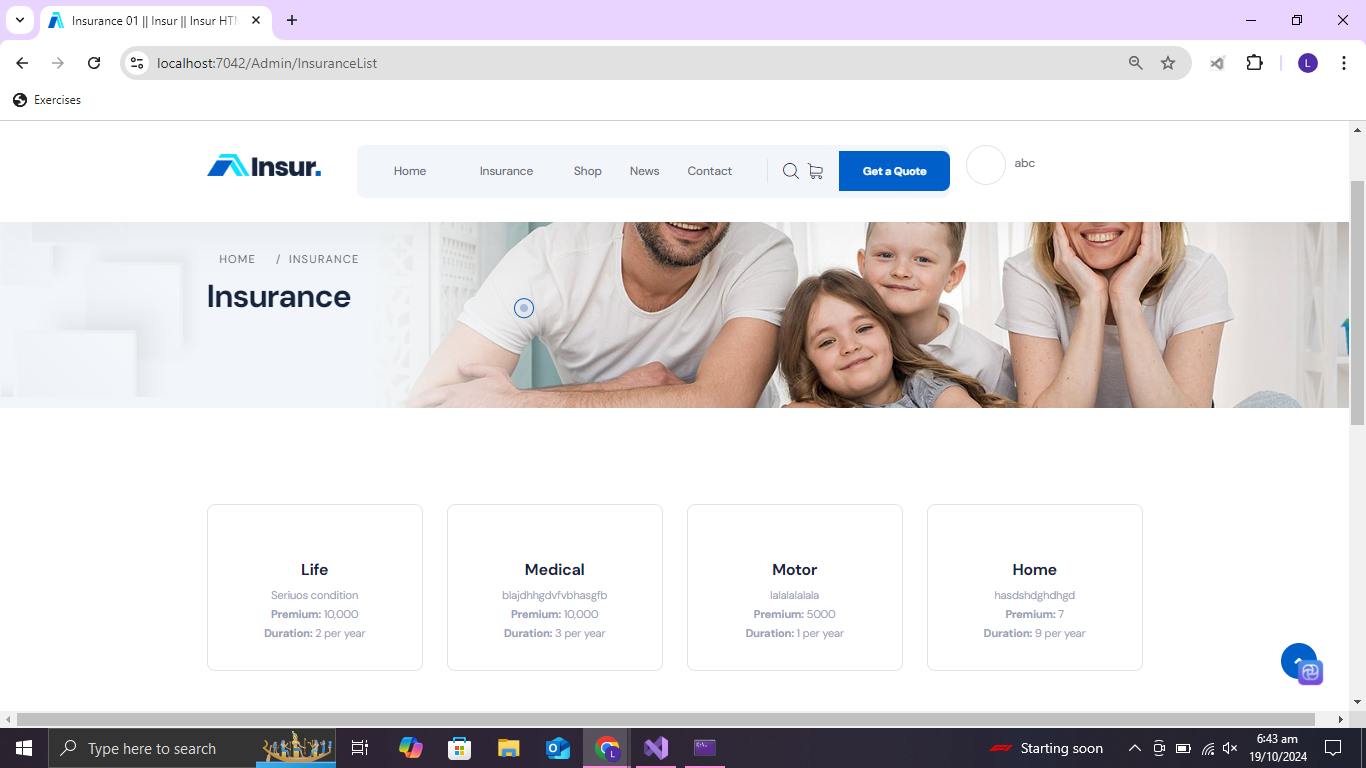 Insurance 01 || Insur || Insur HTM
localhost:7042/Admin/InsuranceList
L
Exercises
Insur.
Home
Insurance
Shop
News
Contact
Get a Quote
abc
HOME / INSURANCE
Insurance
Life
Seriuos condition
Premium: 10,000
Duration: 2 per year
Medical
blajdhhgdvfvbhasgfb
Premium: 10,000
Duration: 3 per year
Motor
lalalalalala
Premium: 5000
Duration: 1 per year
Home
hasdshdghdhgd
Premium: 7
Duration: 9 per year
Type here to search
L
Starting soon
6:43 am
19/10/2024